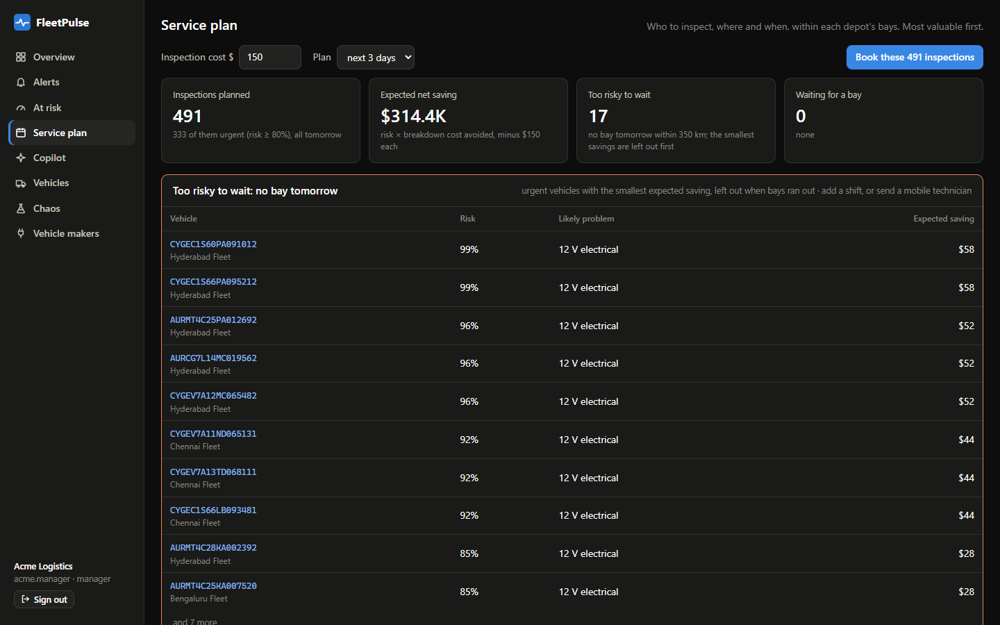 FleetPulse
Overview
Alerts
At risk
Service plan
Copilot
Vehicles
Chaos
Vehicle makers
Acme Logistics
acme.manager · manager
Sign out
Service plan
Who to inspect, where and when, within each depot's bays. Most valuable first.
Inspection cost $ 150 Plan next 3 days
Book these 491 inspections
Inspections planned
491
333 of them urgent (risk ≥ 80%), all tomorrow
Expected net saving
$314.4K
risk × breakdown cost avoided, minus $150
each
Too risky to wait
17
no bay tomorrow within 350 km; the smallest
savings are left out first
Waiting for a bay
0
none
Too risky to wait: no bay tomorrow
urgent vehicles with the smallest expected saving, left out when bays ran out · add a shift, or send a mobile technician
Vehicle Risk Likely problem Expected saving
CYGEC1S60PA091012
Hyderabad Fleet
99% 12 V electrical $58
CYGEC1S66PA095212
Hyderabad Fleet
99% 12 V electrical $58
AURMT4C25PA012692
Hyderabad Fleet
96% 12 V electrical $52
AURCG7L14MC019562
Hyderabad Fleet
96% 12 V electrical $52
CYGEV7A12MC065482
Hyderabad Fleet
96% 12 V electrical $52
CYGEV7A11ND065131
Chennai Fleet
92% 12 V electrical $44
CYGEV7A13TD068111
Chennai Fleet
92% 12 V electrical $44
CYGEC1S66LB093481
Chennai Fleet
92% 12 V electrical $44
AURMT4C28KA002392
Hyderabad Fleet
85% 12 V electrical $28
AURMT4C25KA007520
Bengaluru Fleet
85% 12 V electrical $28
and 7 more